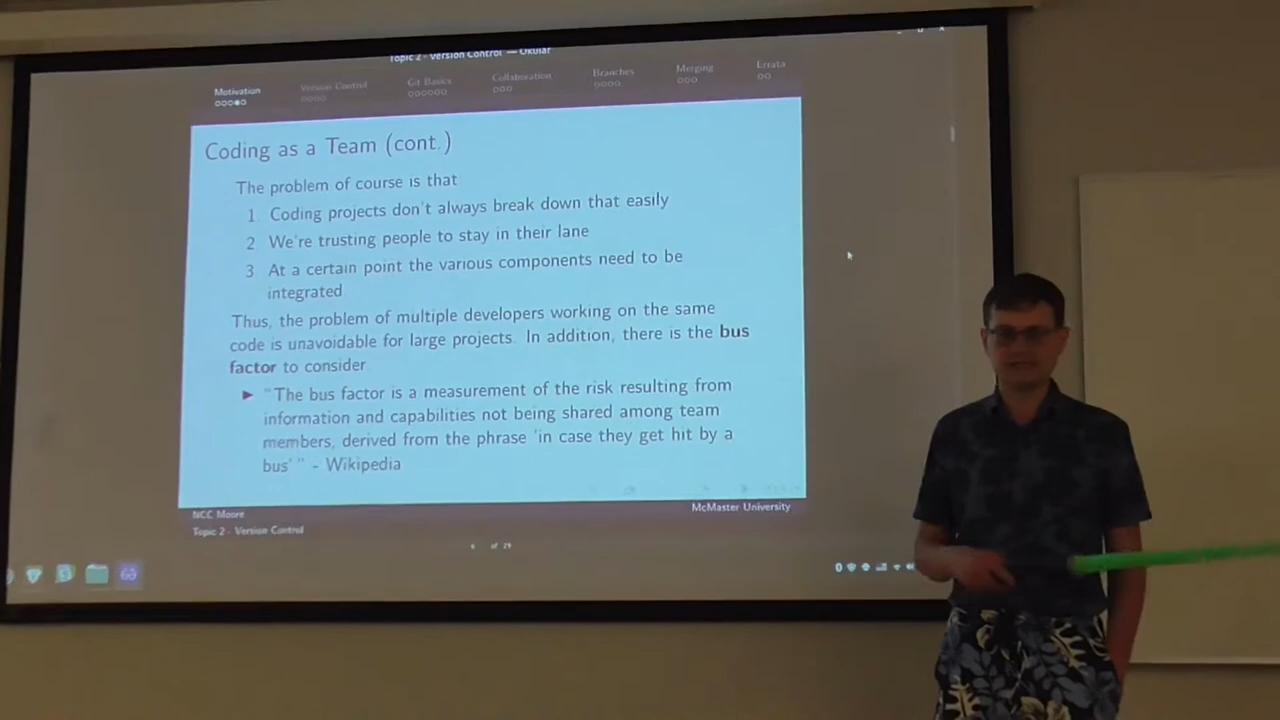 Topic 2 - Version Control — Okular
Motivation Version Control Git Basics Collaboration Branches Merging Errata
Coding as a Team (cont.)
The problem of course is that
1 Coding projects don't always break down that easily
2 We're trusting people to stay in their lane
3 At a certain point the various components need to be
integrated
Thus, the problem of multiple developers working on the same
code is unavoidable for large projects. In addition, there is the bus
factor to consider
► "The bus factor is a measurement of the risk resulting from
information and capabilities not being shared among team
members, derived from the phrase 'in case they get hit by a
bus' " - Wikipedia
NCC Moore McMaster University
Topic 2 - Version Control
of 29